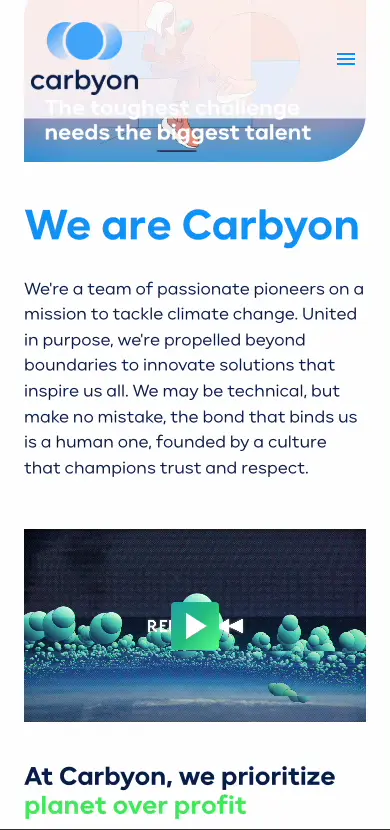 carbyon
The toughest challenge
needs the biggest talent
We are Carbyon
We're a team of passionate pioneers on a
mission to tackle climate change. United
in purpose, we're propelled beyond
boundaries to innovate solutions that
inspire us all. We may be technical, but
make no mistake, the bond that binds us
is a human one, founded by a culture
that champions trust and respect.
At Carbyon, we prioritize
planet over profit